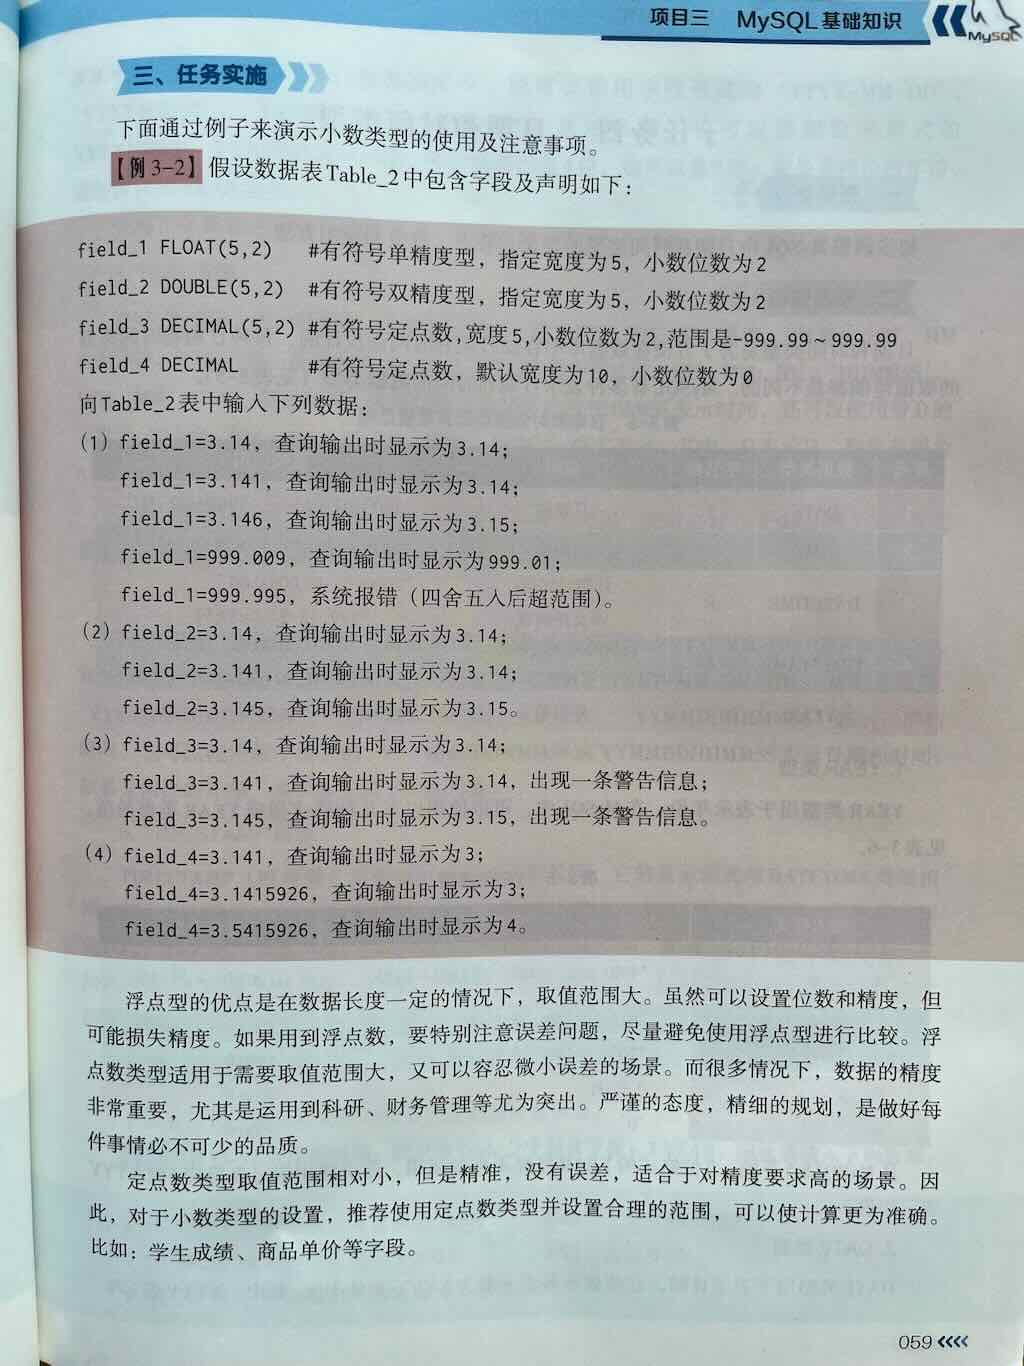 项目三 MySQL基础知识
MySQL
三、任务实施
下面通过例子来演示小数类型的使用及注意事项。
【例 3-2】假设数据表Table_2中包含字段及声明如下：
field_1 FLOAT(5,2) #有符号单精度型，指定宽度为5，小数位数为2
field_2 DOUBLE(5,2) #有符号双精度型，指定宽度为5，小数位数为2
field_3 DECIMAL(5,2) #有符号定点数,宽度5,小数位数为2,范围是-999.99～999.99
field_4 DECIMAL #有符号定点数，默认宽度为10，小数位数为0
向Table_2表中输入下列数据：
（1）field_1=3.14，查询输出时显示为3.14；
field_1=3.141，查询输出时显示为3.14；
field_1=3.146，查询输出时显示为3.15；
field_1=999.009，查询输出时显示为999.01；
field_1=999.995，系统报错（四舍五入后超范围）。
（2）field_2=3.14，查询输出时显示为3.14；
field_2=3.141，查询输出时显示为3.14；
field_2=3.145，查询输出时显示为3.15。
（3）field_3=3.14，查询输出时显示为3.14；
field_3=3.141，查询输出时显示为3.14，出现一条警告信息；
field_3=3.145，查询输出时显示为3.15，出现一条警告信息。
（4）field_4=3.141，查询输出时显示为3；
field_4=3.1415926，查询输出时显示为3；
field_4=3.5415926，查询输出时显示为4。
浮点型的优点是在数据长度一定的情况下，取值范围大。虽然可以设置位数和精度，但
可能损失精度。如果用到浮点数，要特别注意误差问题，尽量避免使用浮点型进行比较。浮
点数类型适用于需要取值范围大，又可以容忍微小误差的场景。而很多情况下，数据的精度
非常重要，尤其是运用到科研、财务管理等尤为突出。严谨的态度，精细的规划，是做好每
件事情必不可少的品质。
定点数类型取值范围相对小，但是精准，没有误差，适合于对精度要求高的场景。因
此，对于小数类型的设置，推荐使用定点数类型并设置合理的范围，可以使计算更为准确。
比如：学生成绩、商品单价等字段。
059